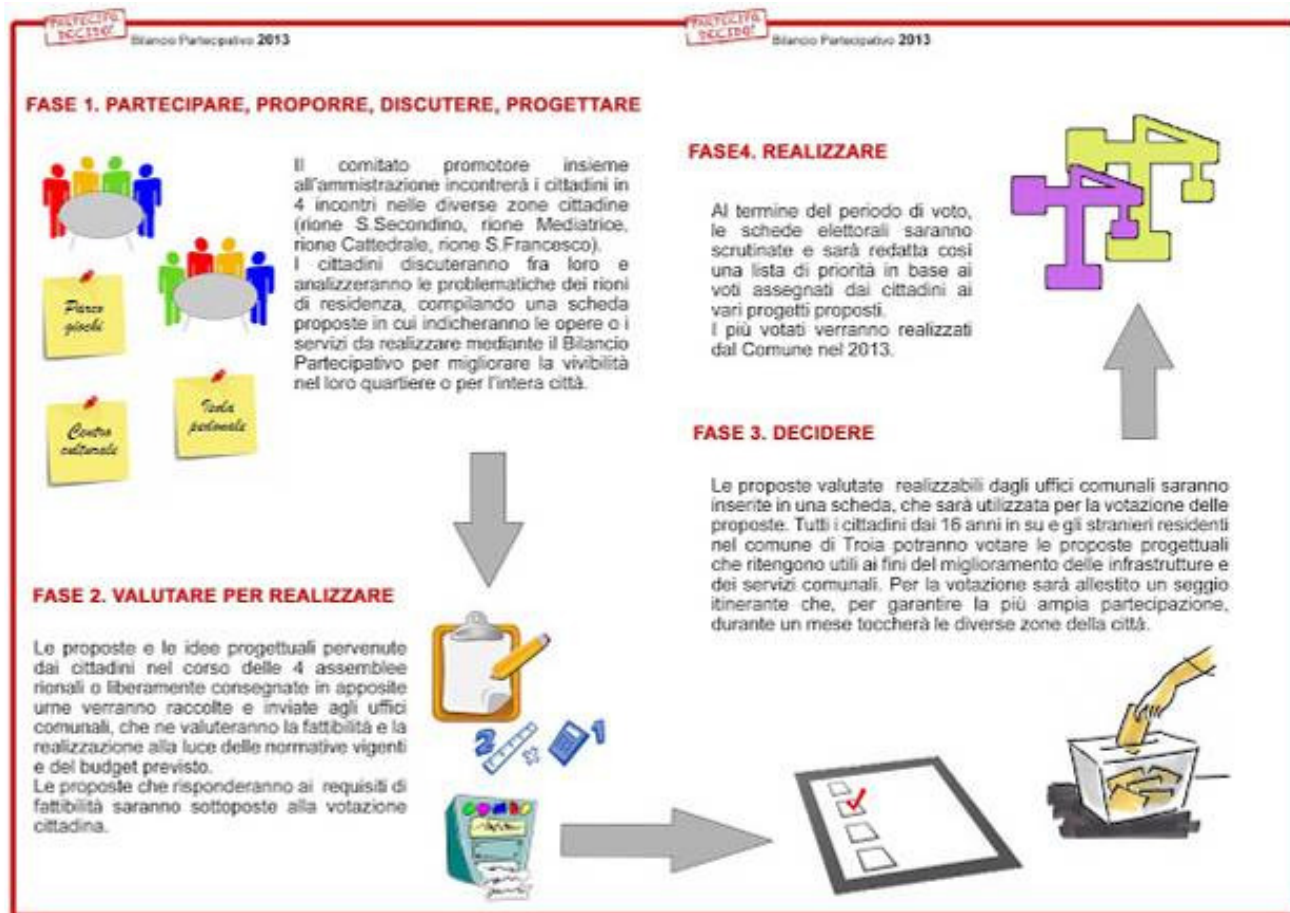 PARTECIPA
DECIDO!
Bilancio Partecipativo 2013
FASE 1. PARTECIPARE, PROPORRE, DISCUTERE, PROGETTARE
Il comitato promotore insieme
all'ammistrazione incontrerà i cittadini in
4 incontri nelle diverse zone cittadine
(rione S.Secondino, rione Mediatrice,
rione Cattedrale, rione S.Francesco).
I cittadini discuteranno fra loro e
analizzeranno le problematiche dei rioni
di residenza, compilando una scheda
proposte in cui indicheranno le opere o i
servizi da realizzare mediante il Bilancio
Partecipativo per migliorare la vivibilità
nel loro quartiere o per l'intera città.
Parco
giochi
Isola
pedonale
Centro
culturale
FASE 2. VALUTARE PER REALIZZARE
Le proposte e le idee progettuali pervenute
dai cittadini nel corso delle 4 assemblee
rionali o liberamente consegnate in apposite
urne verranno raccolte e inviate agli uffici
comunali, che ne valuteranno la fattibilità e la
realizzazione alla luce delle normative vigenti
e del budget previsto.
Le proposte che risponderanno ai requisiti di
fattibilità saranno sottoposte alla votazione
cittadina.
2
1
PARTECIPA
DECIDO!
Bilancio Partecipativo 2013
FASE4. REALIZZARE
Al termine del periodo di voto,
le schede elettorali saranno
scrutinate e sarà redatta così
una lista di priorità in base ai
voti assegnati dai cittadini ai
vari progetti proposti.
I più votati verranno realizzati
dal Comune nel 2013.
FASE 3. DECIDERE
Le proposte valutate realizzabili dagli uffici comunali saranno
inserite in una scheda, che sarà utilizzata per la votazione delle
proposte. Tutti i cittadini dai 16 anni in su e gli stranieri residenti
nel comune di Troia potranno votare le proposte progettuali
che ritengono utili ai fini del miglioramento delle infrastrutture e
dei servizi comunali. Per la votazione sarà allestito un seggio
itinerante che, per garantire la più ampia partecipazione,
durante un mese toccherà le diverse zone della città.